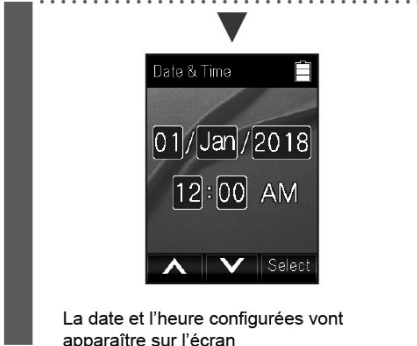 Date & Time
01/Jan/2018
12:00 AM
Select
La date et l'heure configurées vont
apparaître sur l'écran